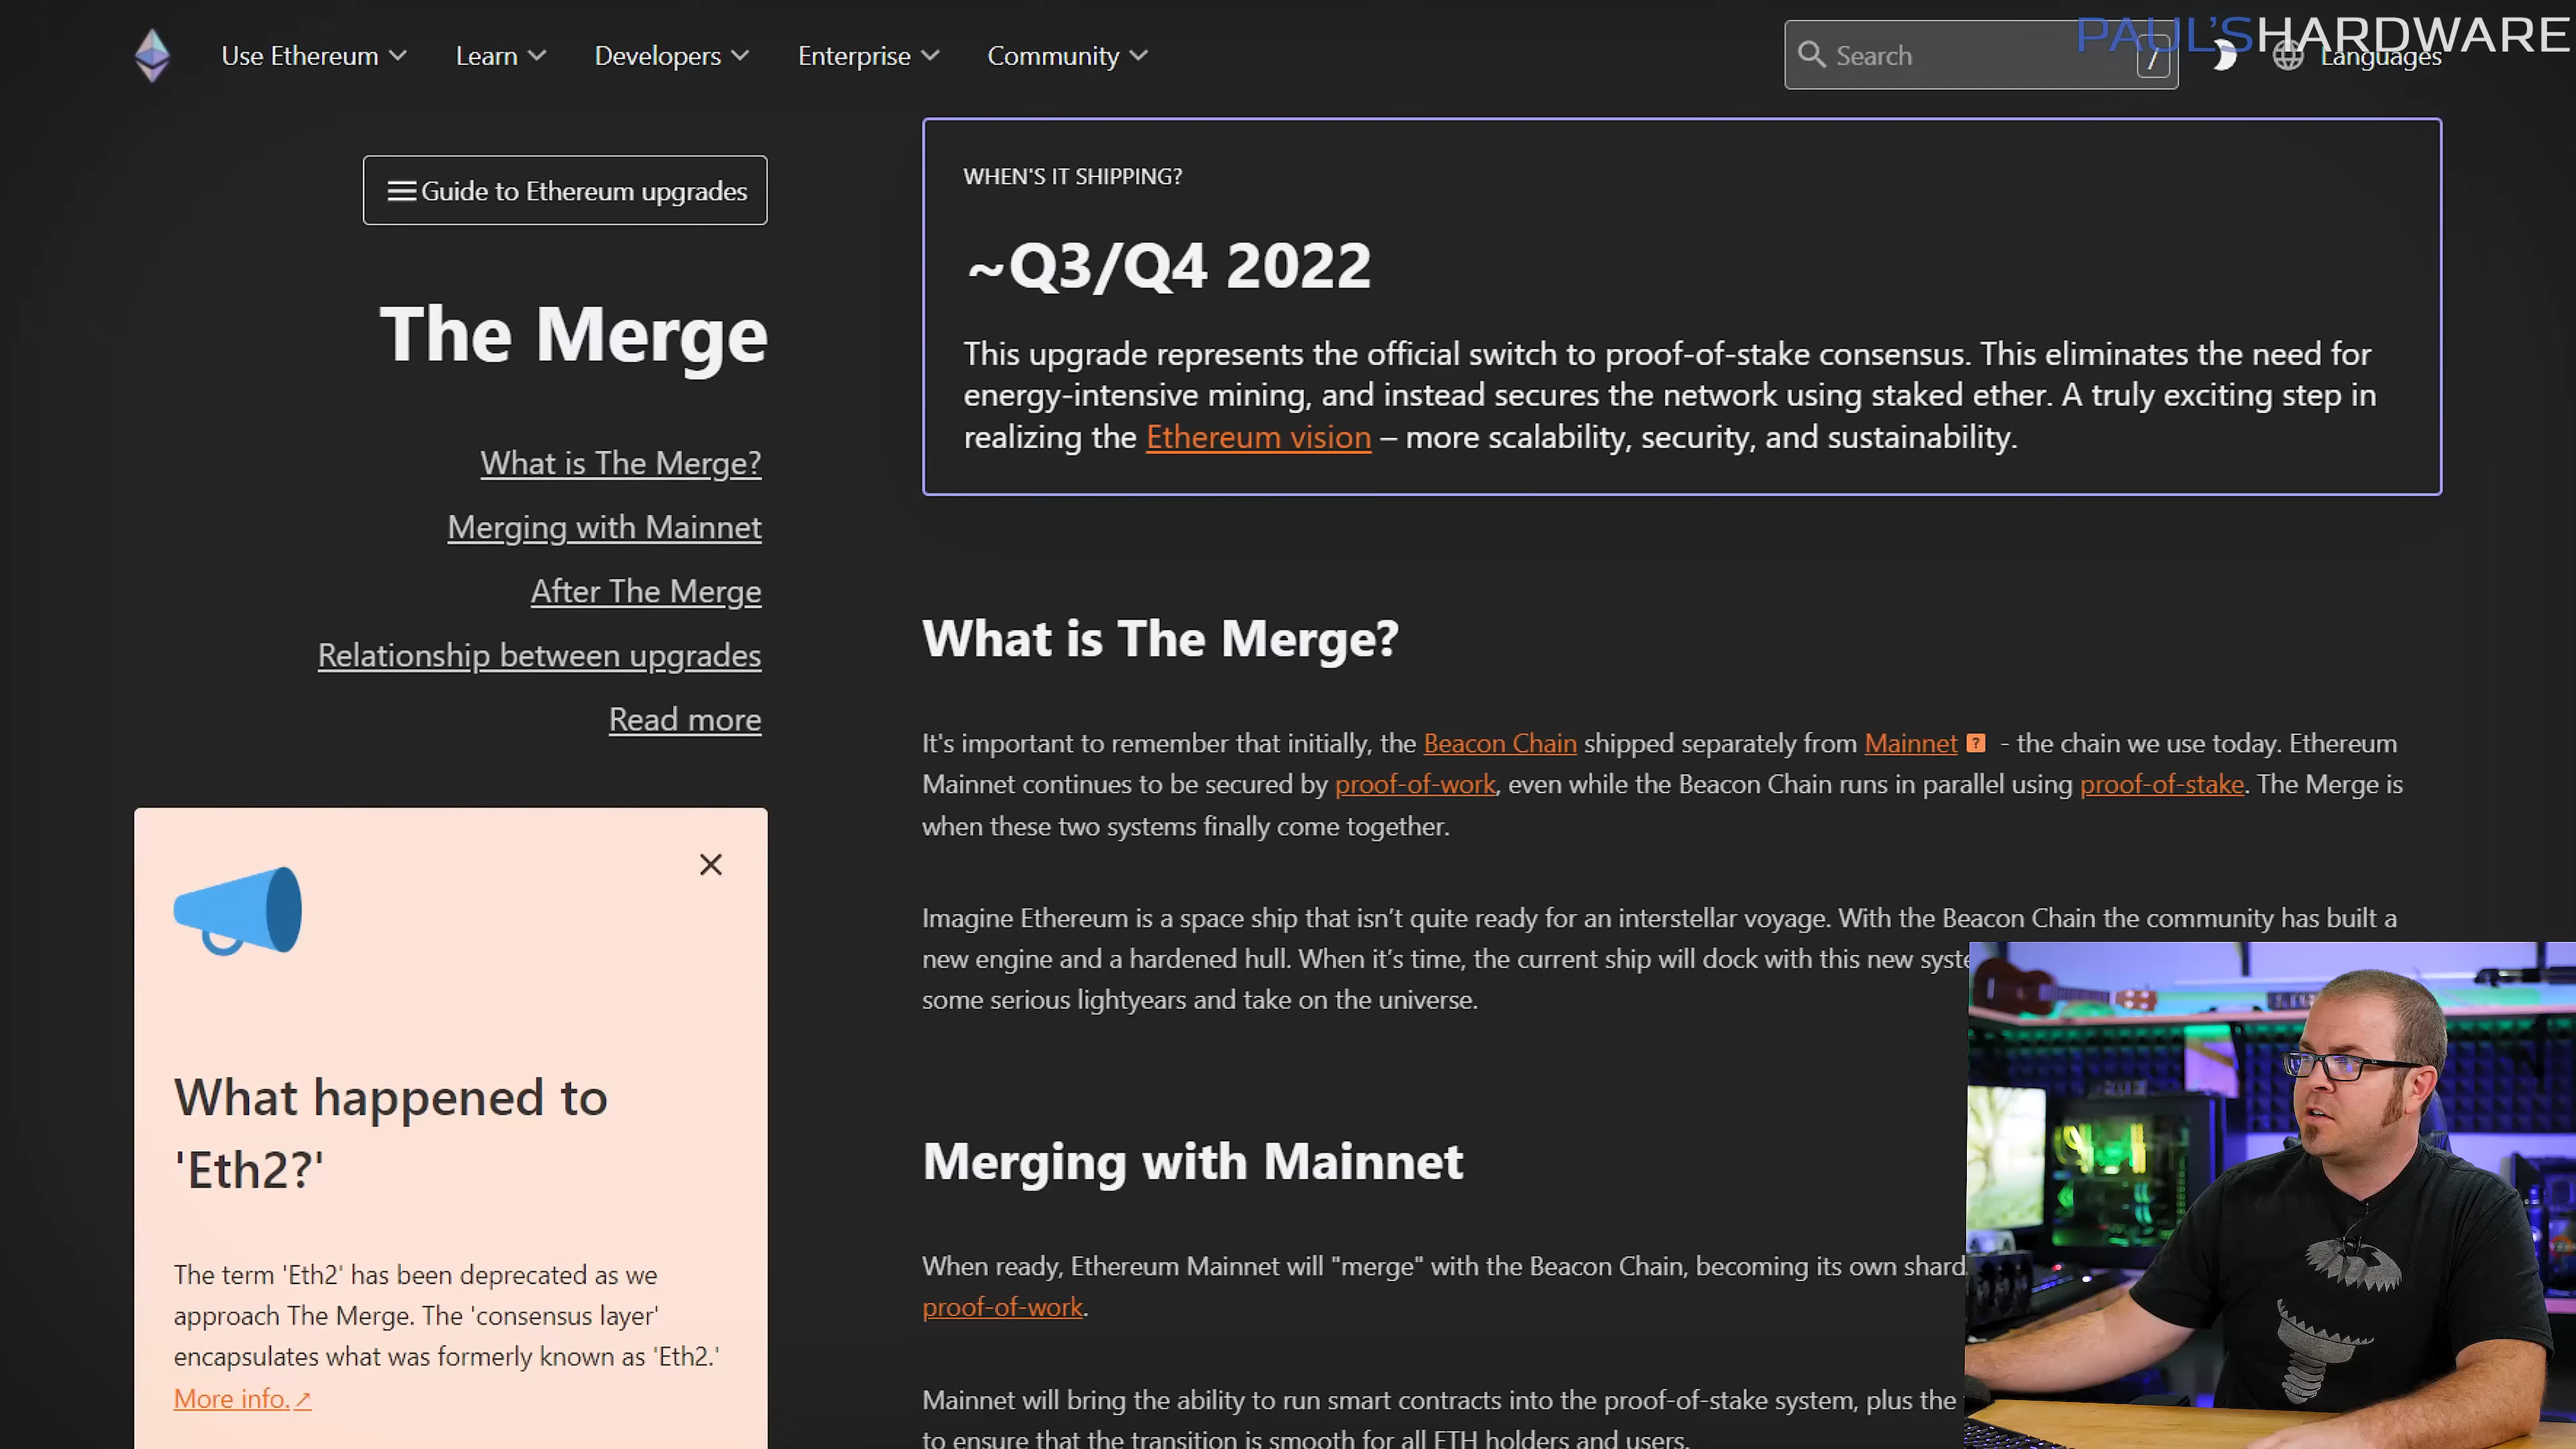 PAUL'SHARDWARE
Use Ethereum
Learn
Developers
Enterprise
Community
Search
/
Languages
Guide to Ethereum upgrades
The Merge
What is The Merge?
Merging with Mainnet
After The Merge
Relationship between upgrades
Read more
What happened to
'Eth2?'
The term 'Eth2' has been deprecated as we
approach The Merge. The 'consensus layer'
encapsulates what was formerly known as 'Eth2.'
More info.↗
WHEN'S IT SHIPPING?
~Q3/Q4 2022
This upgrade represents the official switch to proof-of-stake consensus. This eliminates the need for
energy-intensive mining, and instead secures the network using staked ether. A truly exciting step in
realizing the Ethereum vision – more scalability, security, and sustainability.
What is The Merge?
It's important to remember that initially, the Beacon Chain shipped separately from Mainnet ? - the chain we use today. Ethereum
Mainnet continues to be secured by proof-of-work, even while the Beacon Chain runs in parallel using proof-of-stake. The Merge is
when these two systems finally come together.
Imagine Ethereum is a space ship that isn’t quite ready for an interstellar voyage. With the Beacon Chain the community has built a
new engine and a hardened hull. When it’s time, the current ship will dock with this new
some serious lightyears and take on the universe.
Merging with Mainnet
When ready, Ethereum Mainnet will "merge" with the Beacon Chain, becoming its own shard
proof-of-work.
Mainnet will bring the ability to run smart contracts into the proof-of-stake system, plus the
to ensure that the transition is smooth for all ETH holders and users.